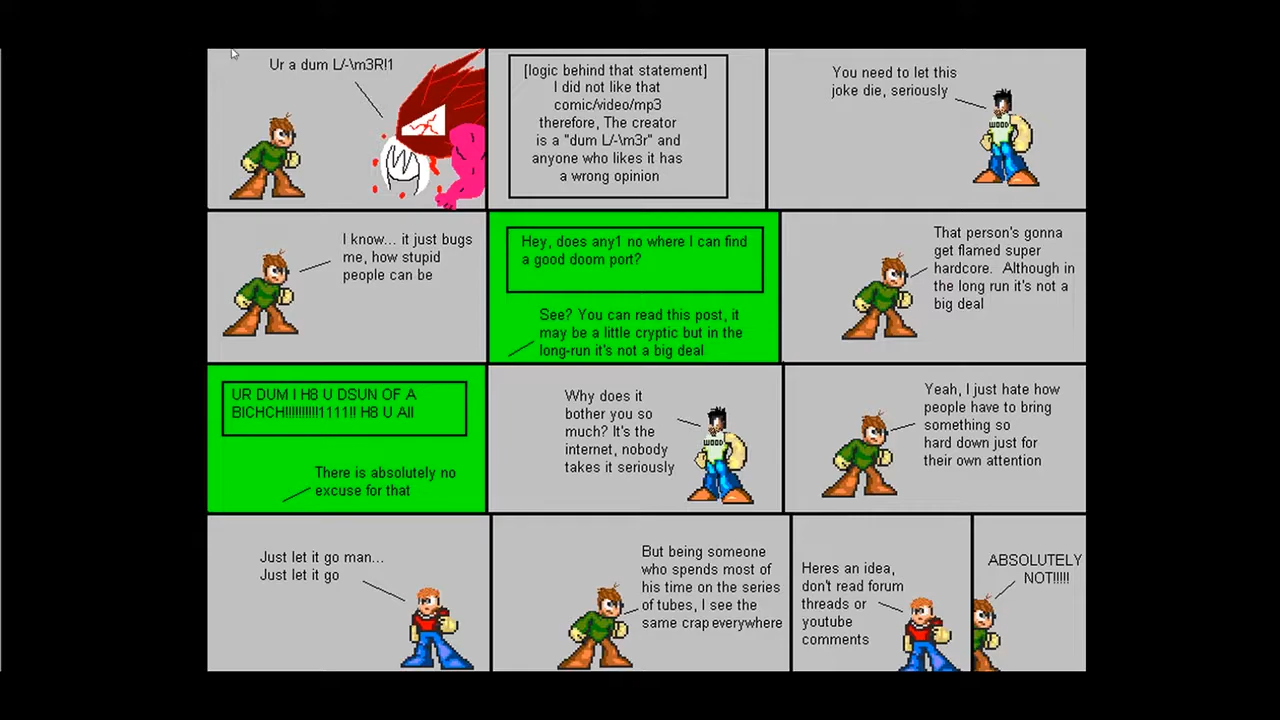 Ur a dum L/-\m3R!1
[logic behind that statement]
I did not like that
comic/video/mp3
therefore, The creator
is a "dum L/-\m3r" and
anyone who likes it has
a wrong opinion
You need to let this
joke die, seriously
WOOD
I know... it just bugs
me, how stupid
people can be
Hey, does any1 no where I can find
a good doom port?
See? You can read this post, it
may be a little cryptic but in the
long-run it's not a big deal
That person's gonna
get flamed super
hardcore. Although in
the long run it's not a
big deal
UR DUM I H8 U DSUN OF A
BICHCH!!!!!!!!!!1111!! H8 U All
There is absolutely no
excuse for that
Why does it
bother you so
much? It's the
internet, nobody
takes it seriously
WOOD
Yeah, I just hate how
people have to bring
something so
hard down just for
their own attention
Just let it go man...
Just let it go
But being someone
who spends most of
his time on the series
of tubes, I see the
same crap everywhere
Heres an idea,
don't read forum
threads or
youtube
comments
ABSOLUTELY
NOT!!!!!